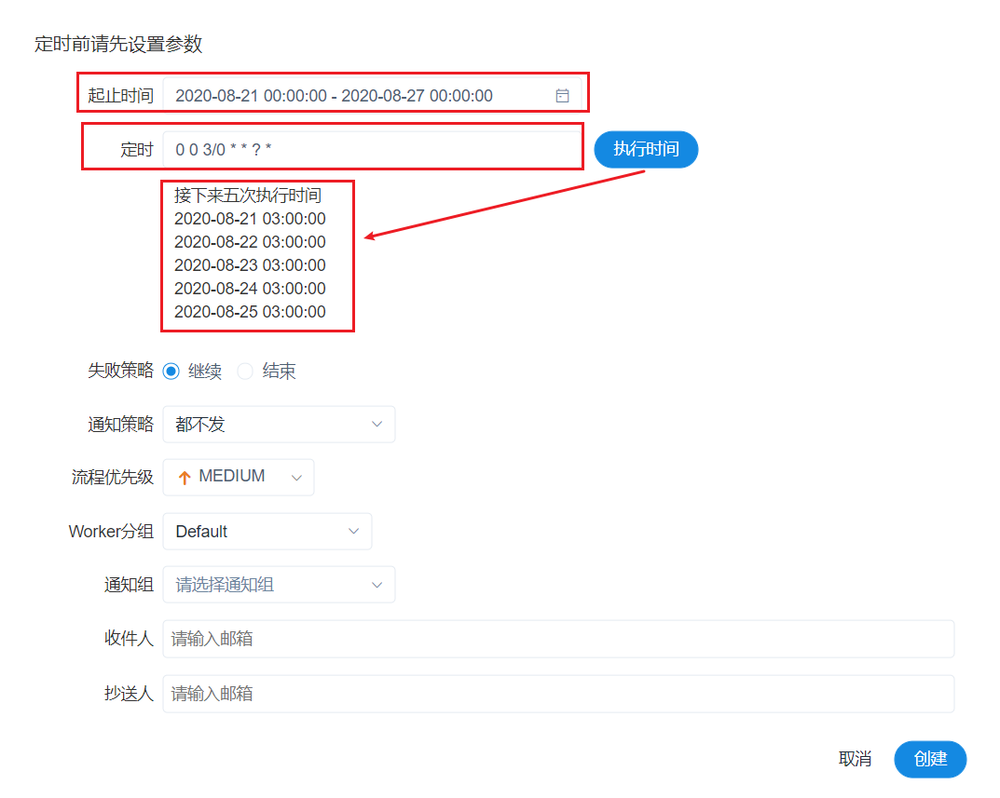 定时前请先设置参数
起止时间 2020-08-21 00:00:00 - 2020-08-27 00:00:00
定时 0 0 3/0 * * ? * 执行时间
接下来五次执行时间
2020-08-21 03:00:00
2020-08-22 03:00:00
2020-08-23 03:00:00
2020-08-24 03:00:00
2020-08-25 03:00:00
失败策略 继续 结束
通知策略 都不发
流程优先级 MEDIUM
Worker分组 Default
通知组 请选择通知组
收件人 请输入邮箱
抄送人 请输入邮箱
取消 创建